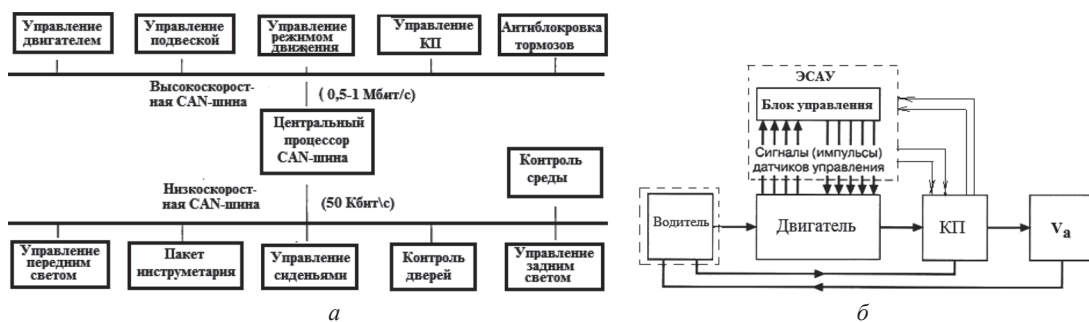 Управление
двигателем
Управление
подвеской
Управление
режимом
движения
Управление
КП
Антиблокровка
тормозов
Высокоскорост-
ная CAN-шина
( 0,5-1 Мбит/с)
Центральный
процессор
CAN-шина
Контроль
среды
Низкоскорост-
ная CAN-шина
(50 Кбит\с)
Управление
передним
светом
Пакет
инструметария
Управление
сиденьями
Контроль
дверей
Управление
задним
светом
а
ЭСАУ
Блок управления
Сигналы (импульсы)
датчиков управления
Водитель
Двигатель
КП
Va
б